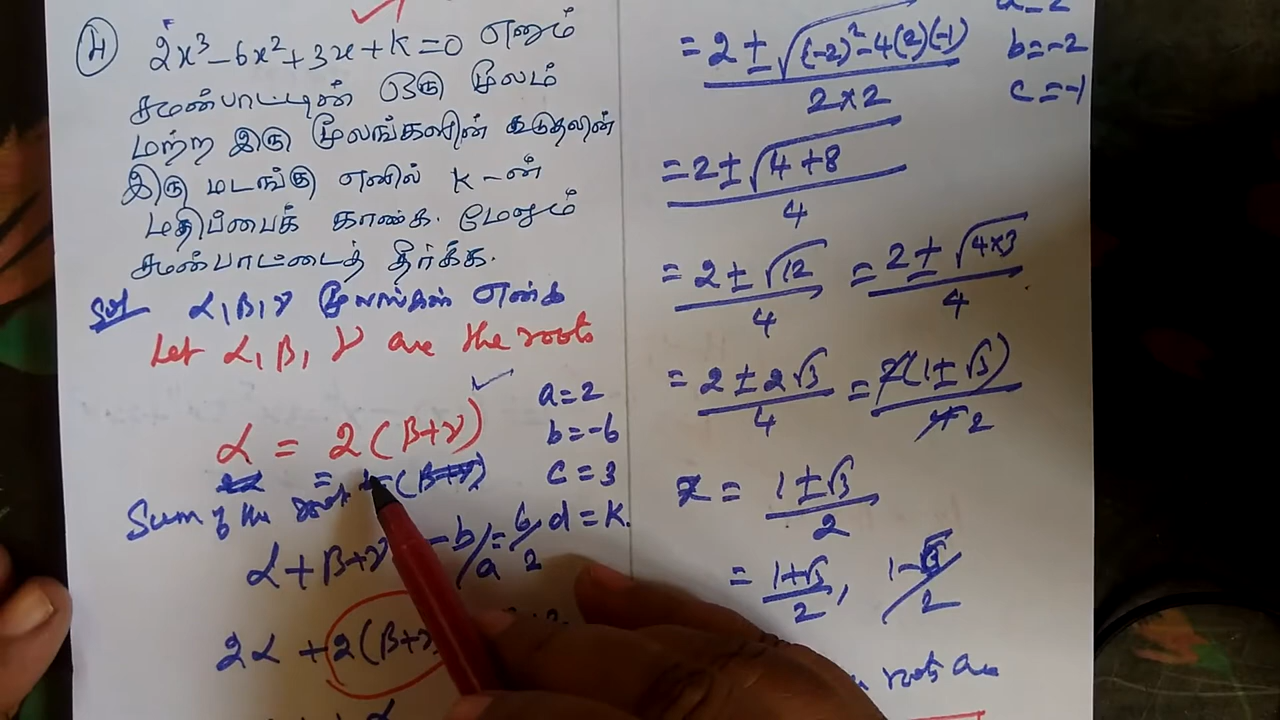 2x³ − 6x² + 3x + K = 0 எனும்
சமன்பாட்டின் ஒரு மூலம்
மற்ற இரு மூலங்களின் கூடுதலின்
இரு மடங்கு எனில் K-ன்
மதிப்பைக் காண்க. மேலும்
சமன்பாட்டைத் தீர்க்க.
Sol α, β, γ மூலங்கள் என்க
Let α, β, γ are the roots
α = 2(β+γ)
a=2
b=-6
c=3
d=K.
Sum of the root
α+β+γ −b/a = 6/2
2α + 2(β+γ
a=2
b=-2
c=-1
= 2 ± √(-2)² - 4(2)(-1)
2×2
= 2 ± √4+8
4
= 2 ± √12 = 2 ± √4×3
4 4
= 2 ± 2√3 = 2(1±√3)
4 4 2
x = 1±√3
2
= 1+√3, 1-√3
2 2
roots are